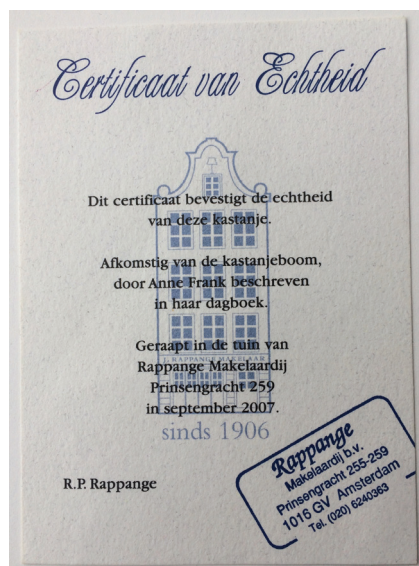 Certificaat van Echtheid
Dit certificaat bevestigt de echtheid
van deze kastanje.
Afkomstig van de kastanjeboom,
door Anne Frank beschreven
in haar dagboek.
Geraapt in de tuin van
J. RAPPANGE MAKELAAR
Rappange Makelaardij
Prinsengracht 259
in september 2007.
sinds 1906
R.P. Rappange
Rappange
Makelaardij b.v.
Prinsengracht 255-259
1016 GV Amsterdam
Tel. (020) 6240363